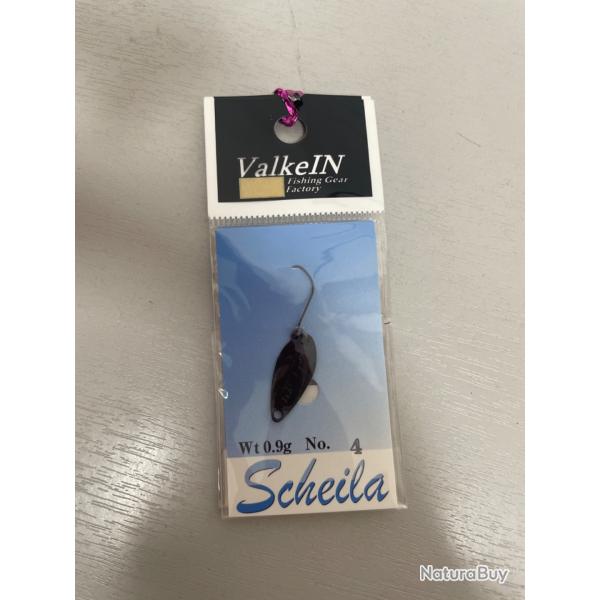 ValkeIN
Fishing Gear
Factory
Wt 0.9g No. 4
Scheila
NaturaBuy